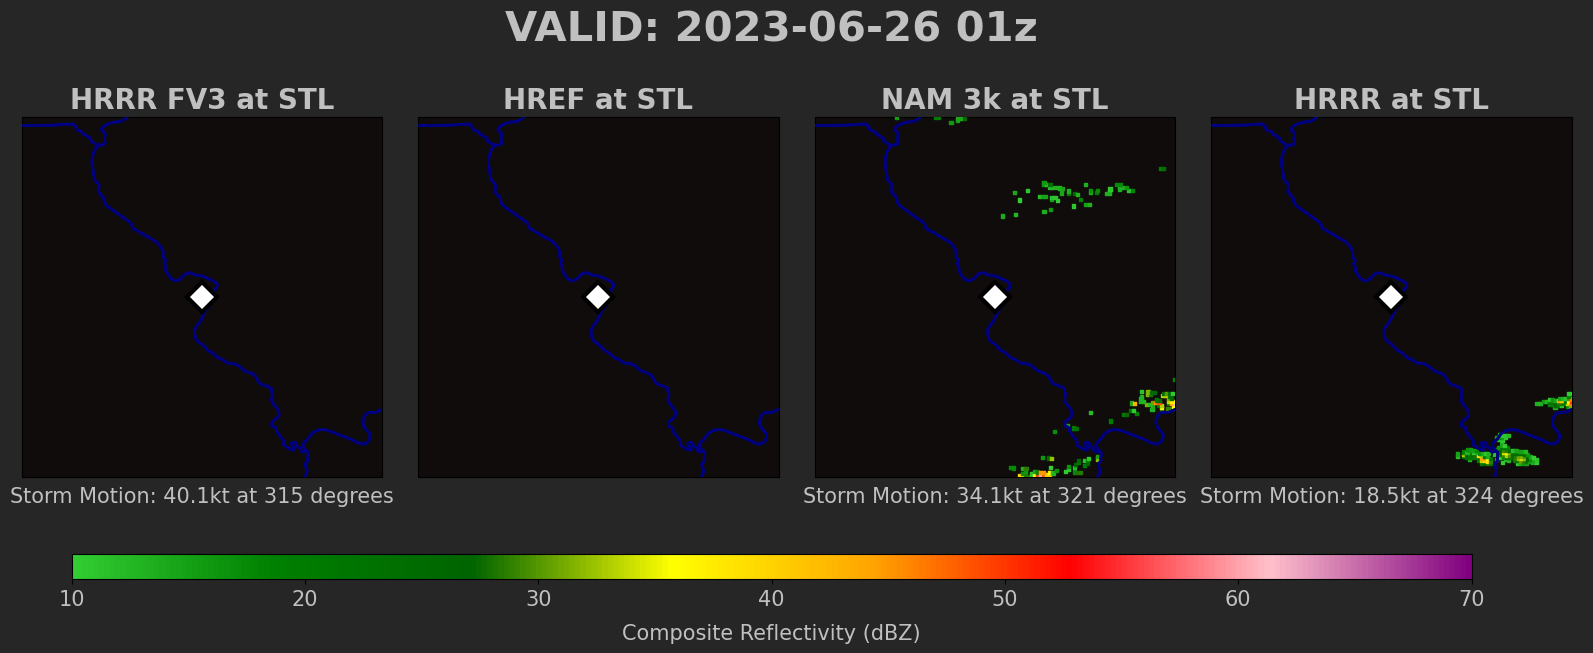 VALID: 2023-06-26 01z
HRRR FV3 at STL
HREF at STL
NAM 3k at STL
HRRR at STL
Storm Motion: 40.1kt at 315 degrees
Storm Motion: 34.1kt at 321 degrees
Storm Motion: 18.5kt at 324 degrees
10 20 30 40 50 60 70
Composite Reflectivity (dBZ)